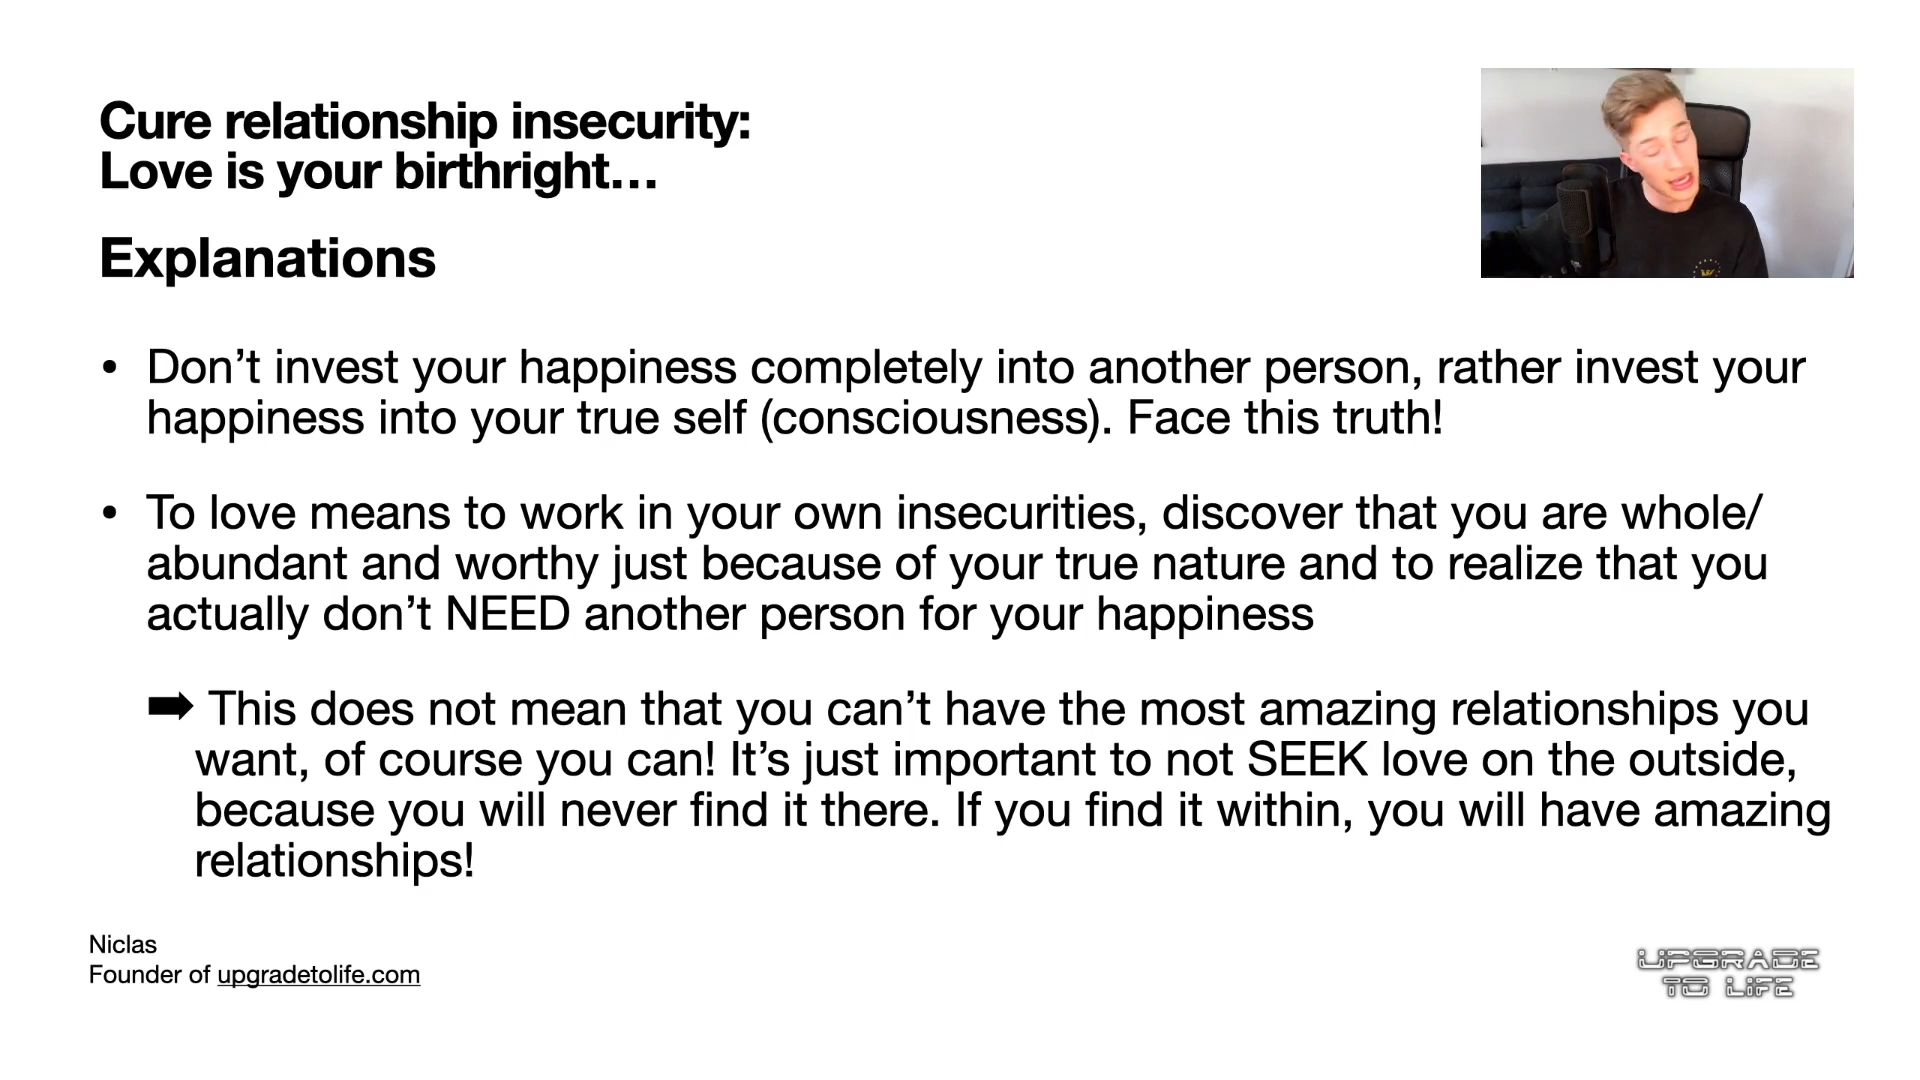 Cure relationship insecurity:
Love is your birthright…
Explanations
• Don’t invest your happiness completely into another person, rather invest your
happiness into your true self (consciousness). Face this truth!
• To love means to work in your own insecurities, discover that you are whole/
abundant and worthy just because of your true nature and to realize that you
actually don’t NEED another person for your happiness
➡ This does not mean that you can’t have the most amazing relationships you
want, of course you can! It’s just important to not SEEK love on the outside,
because you will never find it there. If you find it within, you will have amazing
relationships!
Niclas
Founder of upgradetolife.com
UPGRADE
TO LIFE